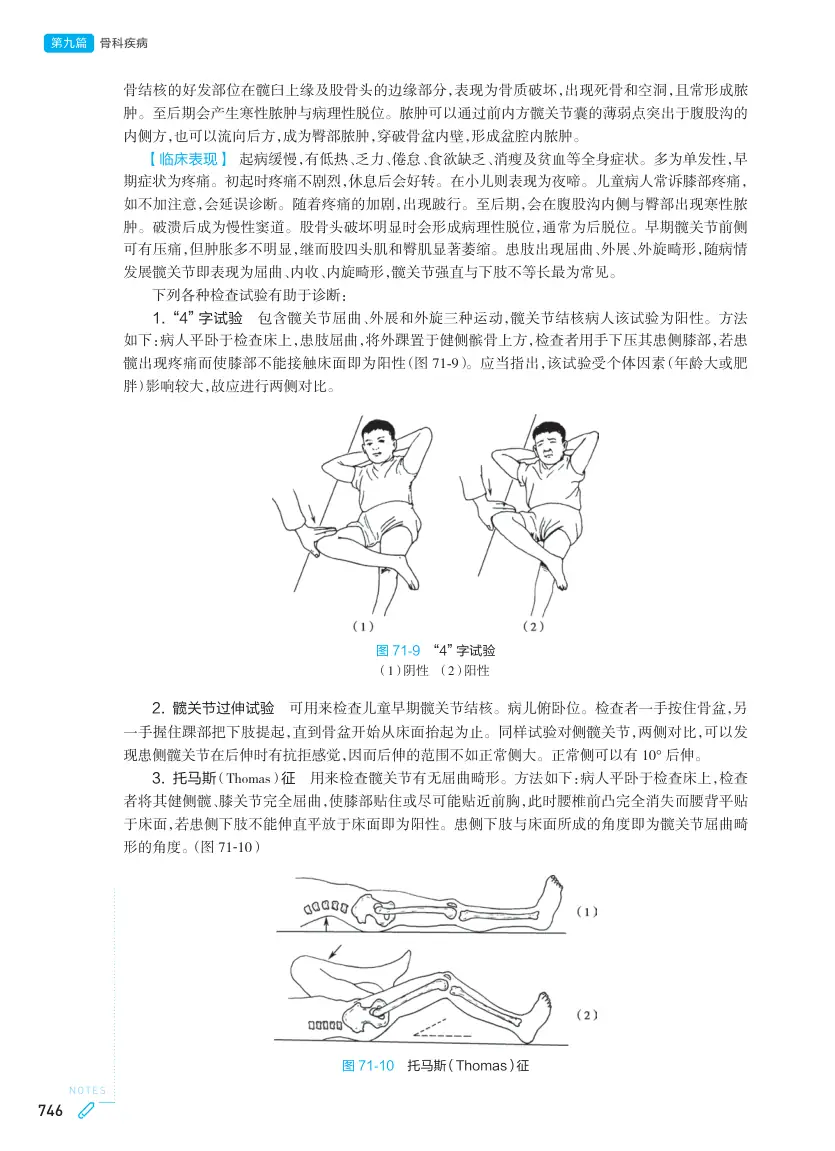 第九篇 骨科疾病
骨结核的好发部位在髋臼上缘及股骨头的边缘部分,表现为骨质破坏,出现死骨和空洞,且常形成脓
肿。至后期会产生寒性脓肿与病理性脱位。脓肿可以通过前内方髋关节囊的薄弱点突出于腹股沟的
内侧方,也可以流向后方,成为臀部脓肿,穿破骨盆内壁,形成盆腔内脓肿。
【临床表现】 起病缓慢,有低热、乏力、倦怠、食欲缺乏、消瘦及贫血等全身症状。多为单发性,早
期症状为疼痛。初起时疼痛不剧烈,休息后会好转。在小儿则表现为夜啼。儿童病人常诉膝部疼痛,
如不加注意,会延误诊断。随着疼痛的加剧,出现跛行。至后期,会在腹股沟内侧与臀部出现寒性脓
肿。破溃后成为慢性窦道。股骨头破坏明显时会形成病理性脱位,通常为后脱位。早期髋关节前侧
可有压痛,但肿胀多不明显,继而股四头肌和臀肌显著萎缩。患肢出现屈曲、外展、外旋畸形,随病情
发展髋关节即表现为屈曲、内收、内旋畸形,髋关节强直与下肢不等长最为常见。
下列各种检查试验有助于诊断:
1. “4”字试验 包含髋关节屈曲、外展和外旋三种运动,髋关节结核病人该试验为阳性。方法
如下:病人平卧于检查床上,患肢屈曲,将外踝置于健侧髌骨上方,检查者用手下压其患侧膝部,若患
髋出现疼痛而使膝部不能接触床面即为阳性(图 71-9)。应当指出,该试验受个体因素(年龄大或肥
胖)影响较大,故应进行两侧对比。
(1) (2)
图 71-9 “4”字试验
(1)阴性 (2)阳性
2. 髋关节过伸试验 可用来检查儿童早期髋关节结核。病儿俯卧位。检查者一手按住骨盆,另
一手握住踝部把下肢提起,直到骨盆开始从床面抬起为止。同样试验对侧髋关节,两侧对比,可以发
现患侧髋关节在后伸时有抗拒感觉,因而后伸的范围不如正常侧大。正常侧可以有 10° 后伸。
3. 托马斯(Thomas)征 用来检查髋关节有无屈曲畸形。方法如下:病人平卧于检查床上,检查
者将其健侧髋、膝关节完全屈曲,使膝部贴住或尽可能贴近前胸,此时腰椎前凸完全消失而腰背平贴
于床面,若患侧下肢不能伸直平放于床面即为阳性。患侧下肢与床面所成的角度即为髋关节屈曲畸
形的角度。(图 71-10)
(1)
(2)
图 71-10 托马斯(Thomas)征
NOTES
746